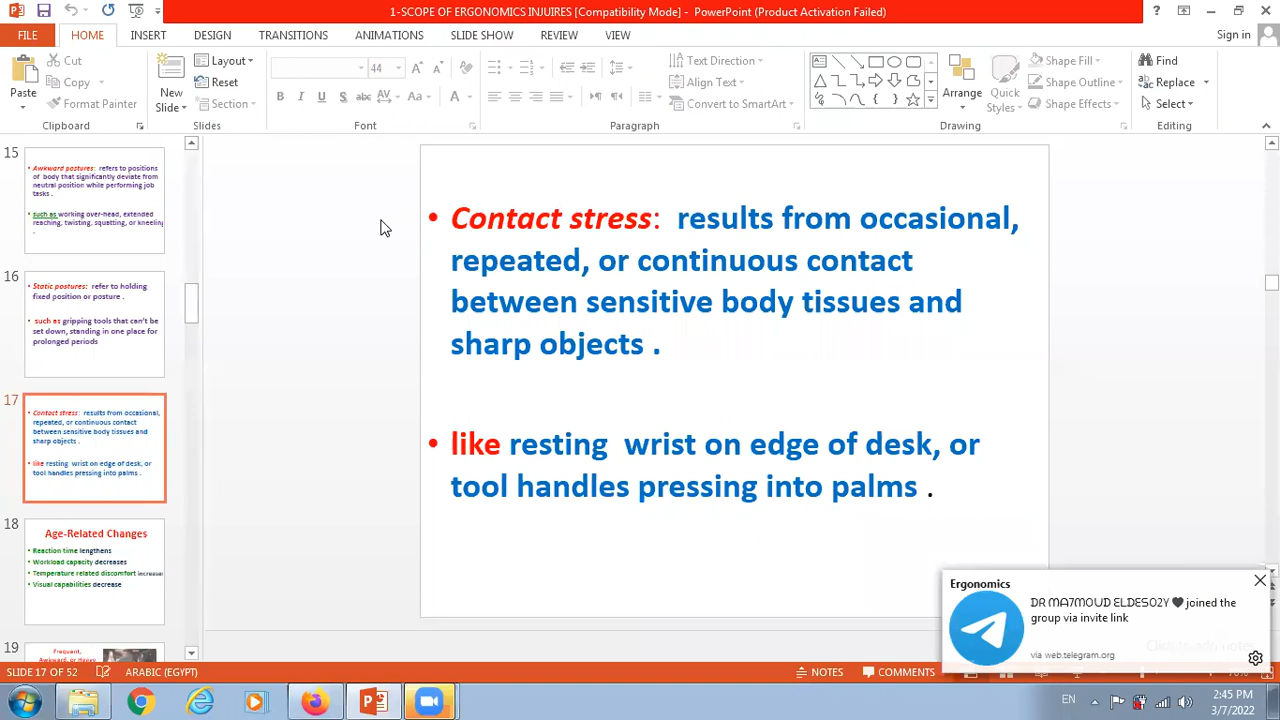 1-SCOPE OF ERGONOMICS INJUIRES [Compatibility Mode] - PowerPoint (Product Activation Failed)
FILE HOME INSERT DESIGN TRANSITIONS ANIMATIONS SLIDE SHOW REVIEW VIEW Sign in
Paste
Cut
Copy
Format Painter
Clipboard
New
Slide
Layout
Reset
Section
Slides
44
B I U S abc AV Aa A
Font
Text Direction
Align Text
Convert to SmartArt
Paragraph
Arrange
Quick
Styles
Shape Fill
Shape Outline
Shape Effects
Drawing
Find
Replace
Select
Editing
15
• Awkward postures: refers to positions
of body that significantly deviate from
neutral position while performing job
tasks .
• such as working over-head, extended
reaching, twisting, squatting, or kneeling
.
16
• Static postures: refer to holding
fixed position or posture .
• such as gripping tools that can't be
set down, standing in one place for
prolonged periods
17
• Contact stress: results from occasional,
repeated, or continuous contact
between sensitive body tissues and
sharp objects .
• like resting wrist on edge of desk, or
tool handles pressing into palms .
18
Age-Related Changes
• Reaction time lengthens
• Workload capacity decreases
• Temperature related discomfort
• Visual capabilities decrease
19
Frequent,
Awkward, or Heavy
• Contact stress: results from occasional,
repeated, or continuous contact
between sensitive body tissues and
sharp objects .
• like resting wrist on edge of desk, or
tool handles pressing into palms .
Ergonomics
DR MA7MOUD ELDESO2Y 🖤 joined the
group via invite link
via web.telegram.org
SLIDE 17 OF 52 ARABIC (EGYPT) NOTES COMMENTS
EN
2:45 PM
3/7/2022